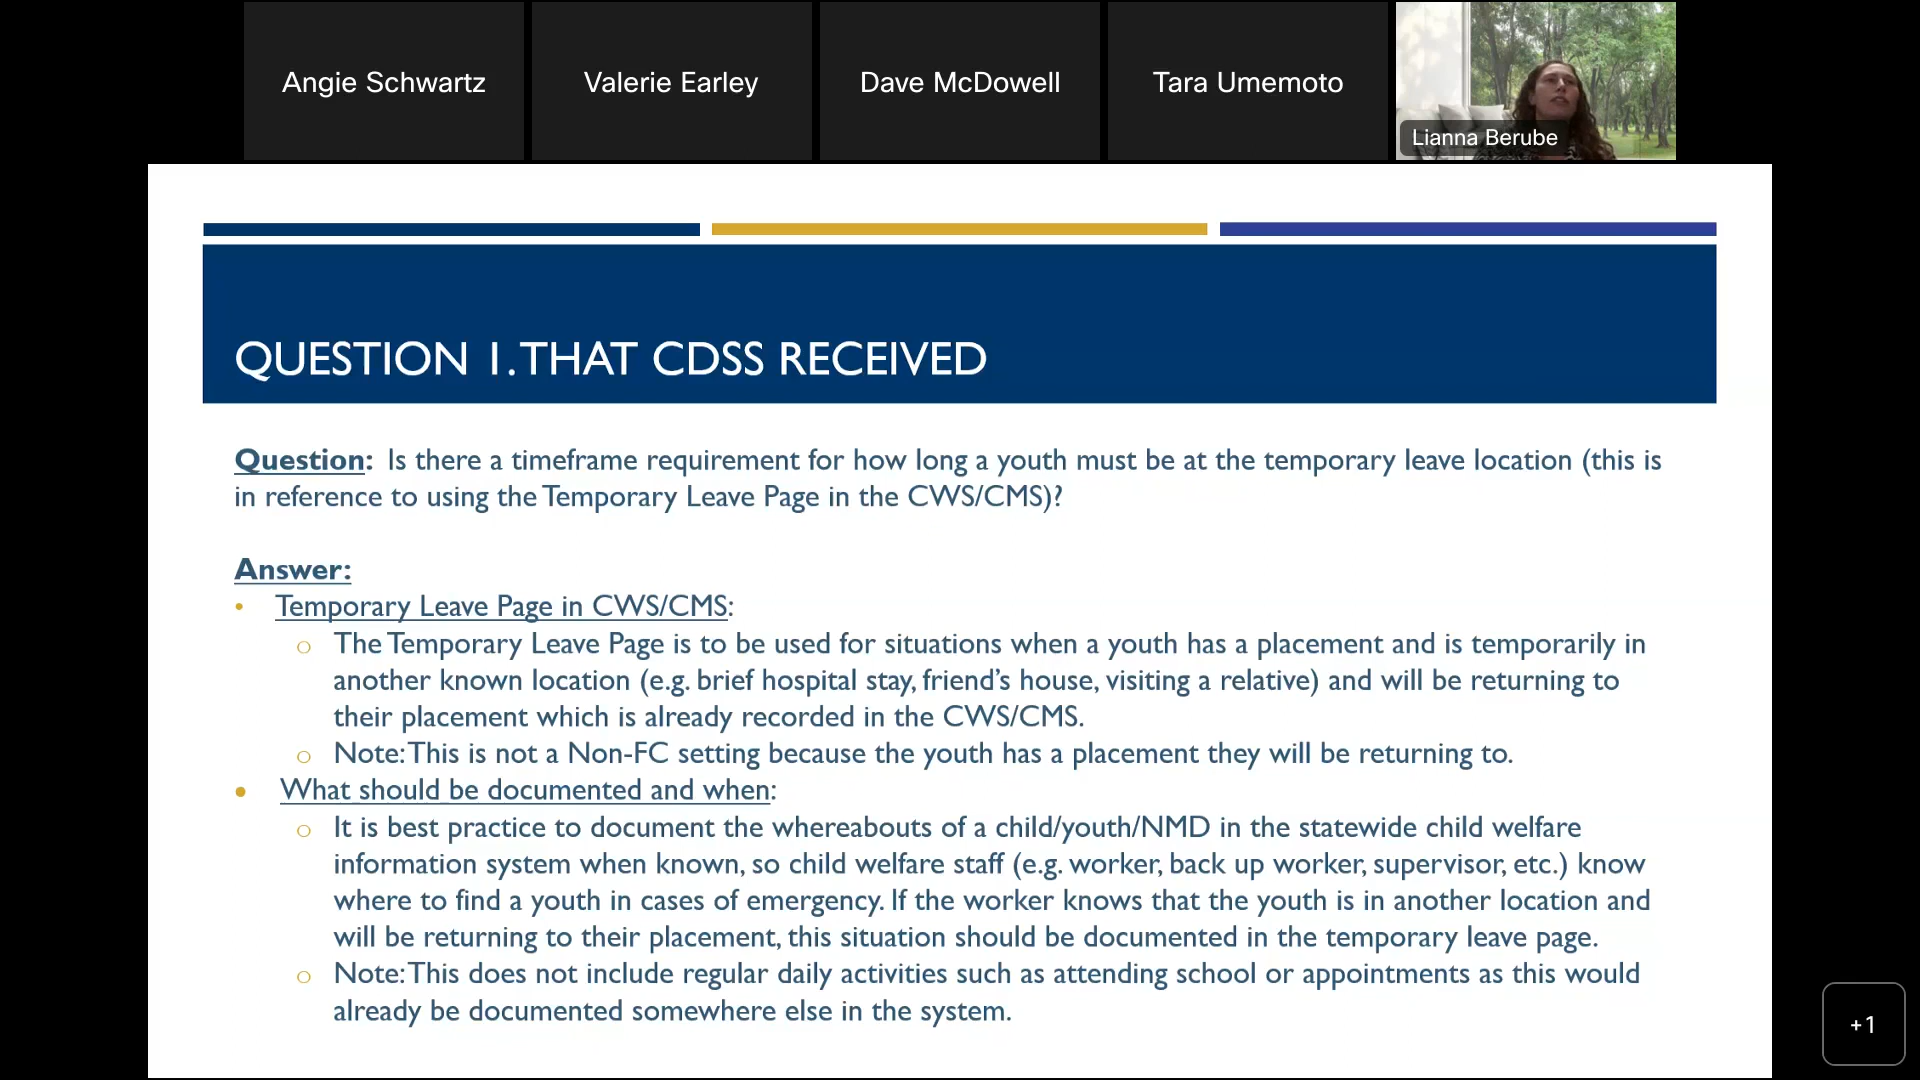 Angie Schwartz
Valerie Earley
Dave McDowell
Tara Umemoto
Lianna Berube
QUESTION 1. THAT CDSS RECEIVED
Question: Is there a timeframe requirement for how long a youth must be at the temporary leave location (this is
in reference to using the Temporary Leave Page in the CWS/CMS)?
Answer:
• Temporary Leave Page in CWS/CMS:
o The Temporary Leave Page is to be used for situations when a youth has a placement and is temporarily in
another known location (e.g. brief hospital stay, friend’s house, visiting a relative) and will be returning to
their placement which is already recorded in the CWS/CMS.
o Note: This is not a Non-FC setting because the youth has a placement they will be returning to.
• What should be documented and when:
o It is best practice to document the whereabouts of a child/youth/NMD in the statewide child welfare
information system when known, so child welfare staff (e.g. worker, back up worker, supervisor, etc.) know
where to find a youth in cases of emergency. If the worker knows that the youth is in another location and
will be returning to their placement, this situation should be documented in the temporary leave page.
o Note: This does not include regular daily activities such as attending school or appointments as this would
already be documented somewhere else in the system.
+1